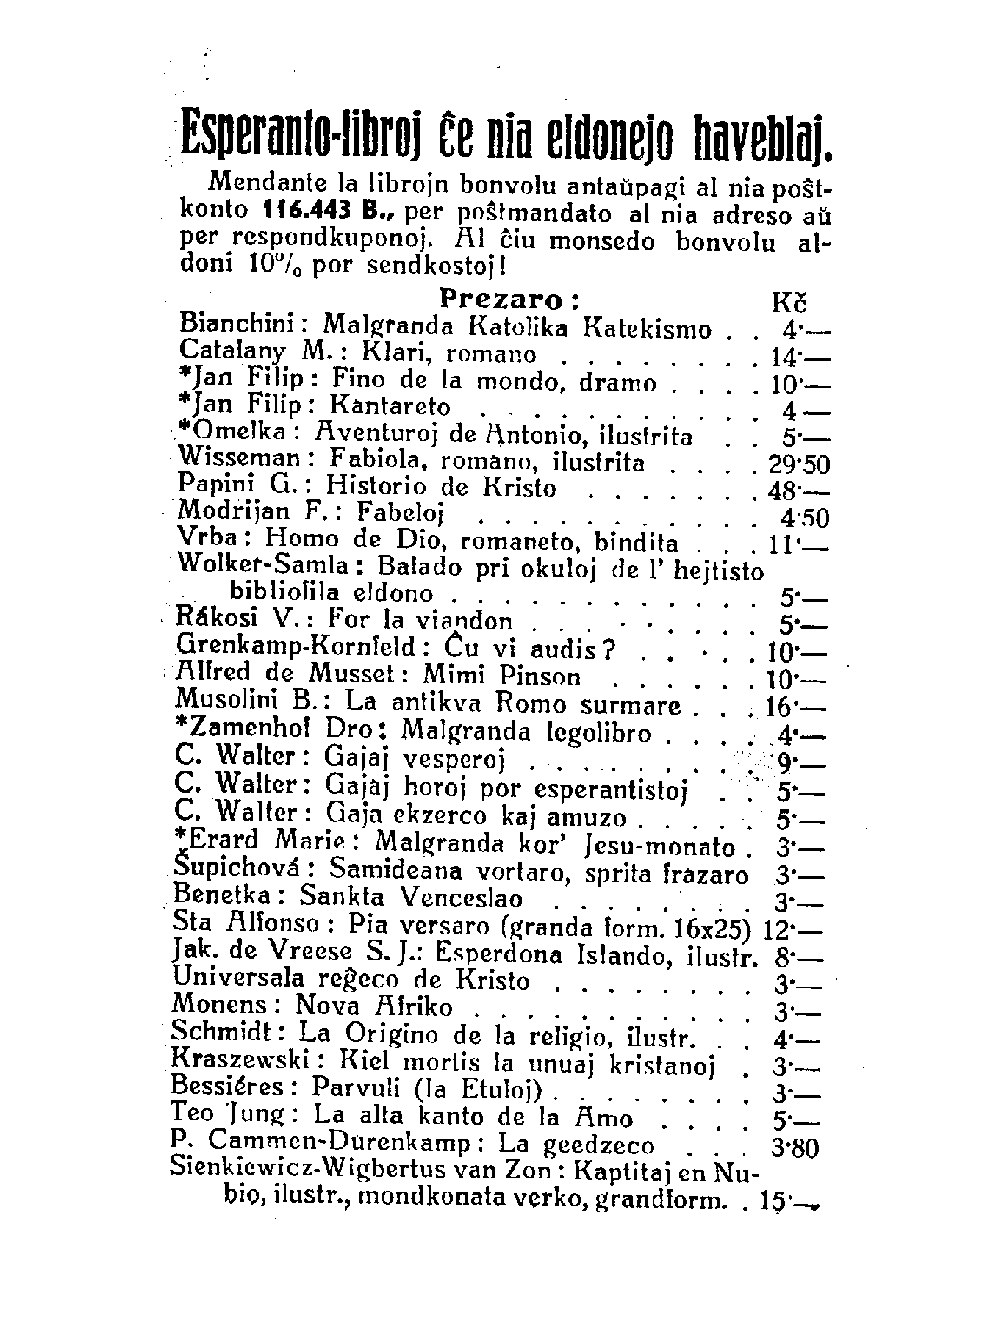 Esperanto-libroj ĉe nia eldonejo haveblaj.
Mendante la librojn bonvolu antaŭpagi al nia poŝt-
konto 116.443 B., per poŝtmandato al nia adreso aŭ
per respondkuponoj. Al ĉiu monsedo bonvolu al-
doni 10% por sendkostoj!
Prezaro: Kč
Bianchini: Malgranda Katolika Katekismo . . 4·—
Catalany M.: Klari, romano . . . . . . . . 14·—
*Jan Filip: Fino de la mondo, dramo . . . . 10·—
*Jan Filip: Kantareto . . . . . . . . . . . 4—
*Omelka: Aventuroj de Antonio, ilustrita . . 5·—
Wisseman: Fabiola, romano, ilustrita . . . . 29·50
Papini G.: Historio de Kristo . . . . . . . 48·—
Modrijan F.: Fabeloj . . . . . . . . . . . 4·50
Vrba: Homo de Dio, romaneto, bindita . . . 11·—
Wolker-Samla: Balado pri okuloj de l' hejtisto
bibliofila eldono . . . . . . . . . . . . 5·—
Rákosi V.: For la viandon . . . . . . . . . 5·—
Grenkamp-Kornfeld: Ĉu vi audis? . . . . . 10·—
Alfred de Musset: Mimi Pinson . . . . . . 10·—
Musolini B.: La antikva Romo surmare . . . 16·—
*Zamenhof Dro: Malgranda legolibro . . . . . 4·—
C. Walter: Gajaj vesperoj . . . . . . . . . 9·—
C. Walter: Gajaj horoj por esperantistoj . . 5·—
C. Walter: Gaja ekzerco kaj amuzo . . . . . 5·—
*Erard Marie: Malgranda kor' Jesu-monato . 3·—
Šupichová: Samideana vortaro, sprita frazaro 3·—
Benetka: Sankta Venceslao . . . . . . . . 3·—
Sta Alfonso: Pia versaro (granda form. 16x25) 12·—
Jak. de Vreese S. J.: Esperdona Islando, ilustr. 8·—
Universala reĝeco de Kristo . . . . . . . . 3·—
Monens: Nova Afriko . . . . . . . . . . . 3·—
Schmidt: La Origino de la religio, ilustr. . . 4·—
Kraszewski: Kiel mortis la unuaj kristanoj . 3·—
Bessiéres: Parvuli (la Etuloj) . . . . . . . . 3·—
Teo Jung: La alta kanto de la Amo . . . . 5·—
P. Cammen-Durenkamp: La geedzeco . . . 3·80
Sienkiewicz-Wigbertus van Zon: Kaptitaj en Nu-
bio, ilustr., mondkonata verko, grandform. . 15·—